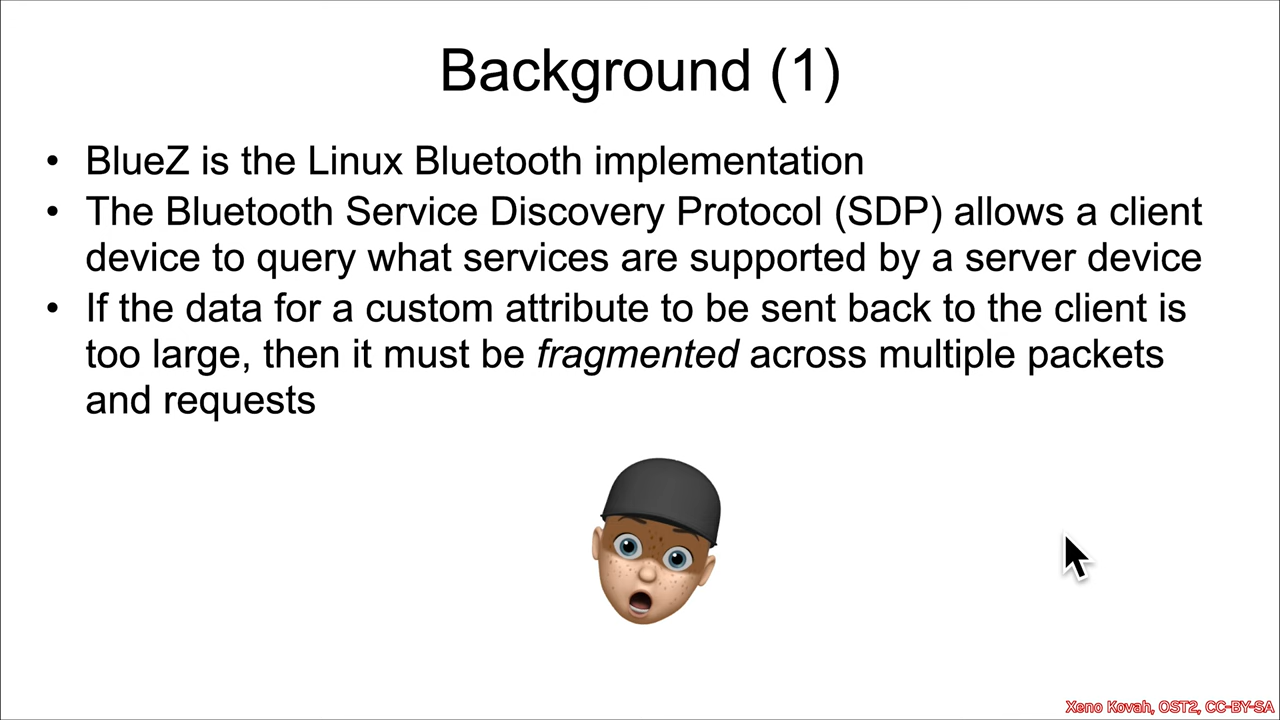 Background (1)
• BlueZ is the Linux Bluetooth implementation
• The Bluetooth Service Discovery Protocol (SDP) allows a client
device to query what services are supported by a server device
• If the data for a custom attribute to be sent back to the client is
too large, then it must be fragmented across multiple packets
and requests
Xeno Kovah, OST2, CC-BY-SA